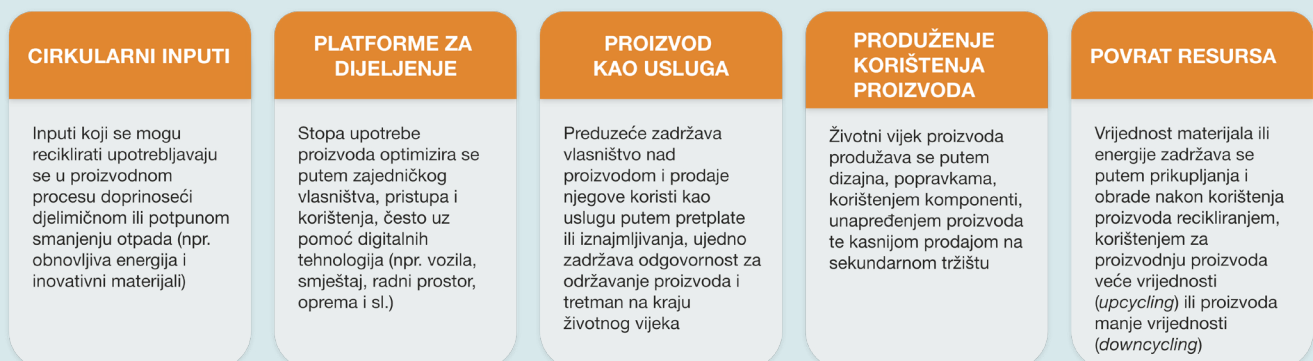 CIRKULARNI INPUTI
Inputi koji se mogu
reciklirati upotrebljavaju
se u proizvodnom
procesu doprinoseći
djelimičnom ili potpunom
smanjenju otpada (npr.
obnovljiva energija i
inovativni materijali)
PLATFORME ZA
DIJELJENJE
Stopa upotrebe
proizvoda optimizira se
putem zajedničkog
vlasništva, pristupa i
korištenja, često uz
pomoć digitalnih
tehnologija (npr. vozila,
smještaj, radni prostor,
oprema i sl.)
PROIZVOD
KAO USLUGA
Preduzeće zadržava
vlasništvo nad
proizvodom i prodaje
njegove koristi kao
uslugu putem pretplate
ili iznajmljivanja, ujedno
zadržava odgovornost za
održavanje proizvoda i
tretman na kraju
životnog vijeka
PRODUŽENJE
KORIŠTENJA
PROIZVODA
Životni vijek proizvoda
produžava se putem
dizajna, popravkama,
korištenjem komponenti,
unapređenjem proizvoda
te kasnijom prodajom na
sekundarnom tržištu
POVRAT RESURSA
Vrijednost materijala ili
energije zadržava se
putem prikupljanja i
obrade nakon korištenja
proizvoda recikliranjem,
korištenjem za
proizvodnju proizvoda
veće vrijednosti
(upcycling) ili proizvoda
manje vrijednosti
(downcycling)